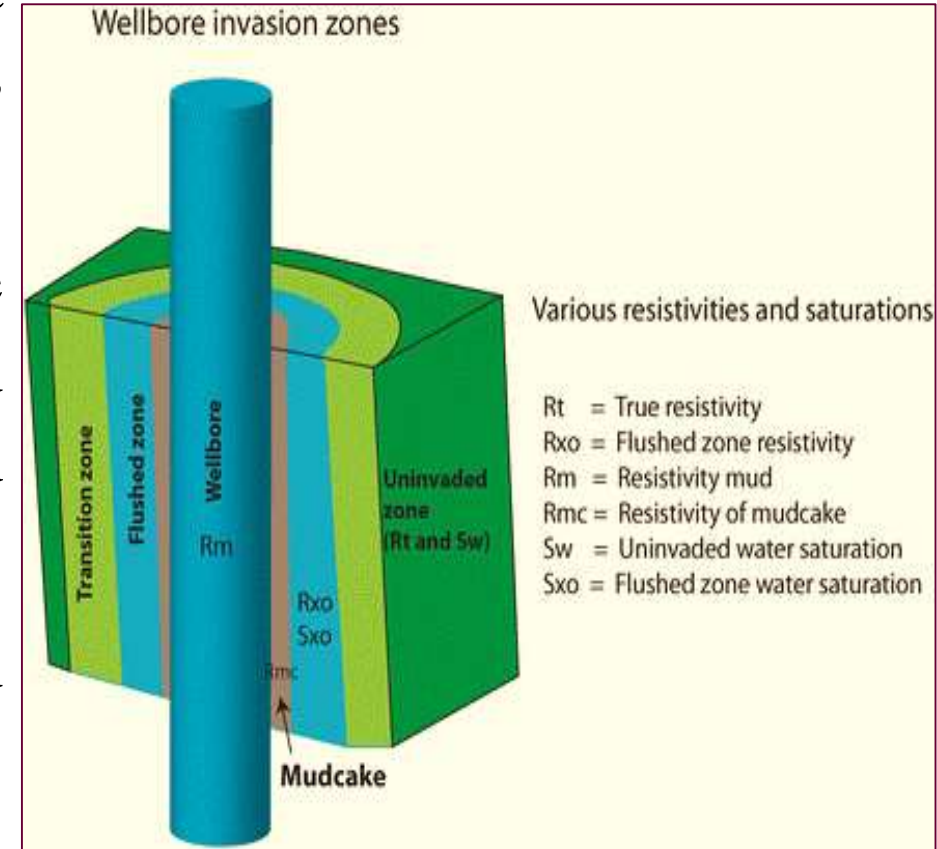 Wellbore invasion zones
Transition zone
Flushed zone
Wellbore
Rm
Uninvaded
zone
(Rt and Sw)
Rxo
Sxo
Rmc
Mudcake
Various resistivities and saturations
Rt = True resistivity
Rxo = Flushed zone resistivity
Rm = Resistivity mud
Rmc = Resistivity of mudcake
Sw = Uninvaded water saturation
Sxo = Flushed zone water saturation